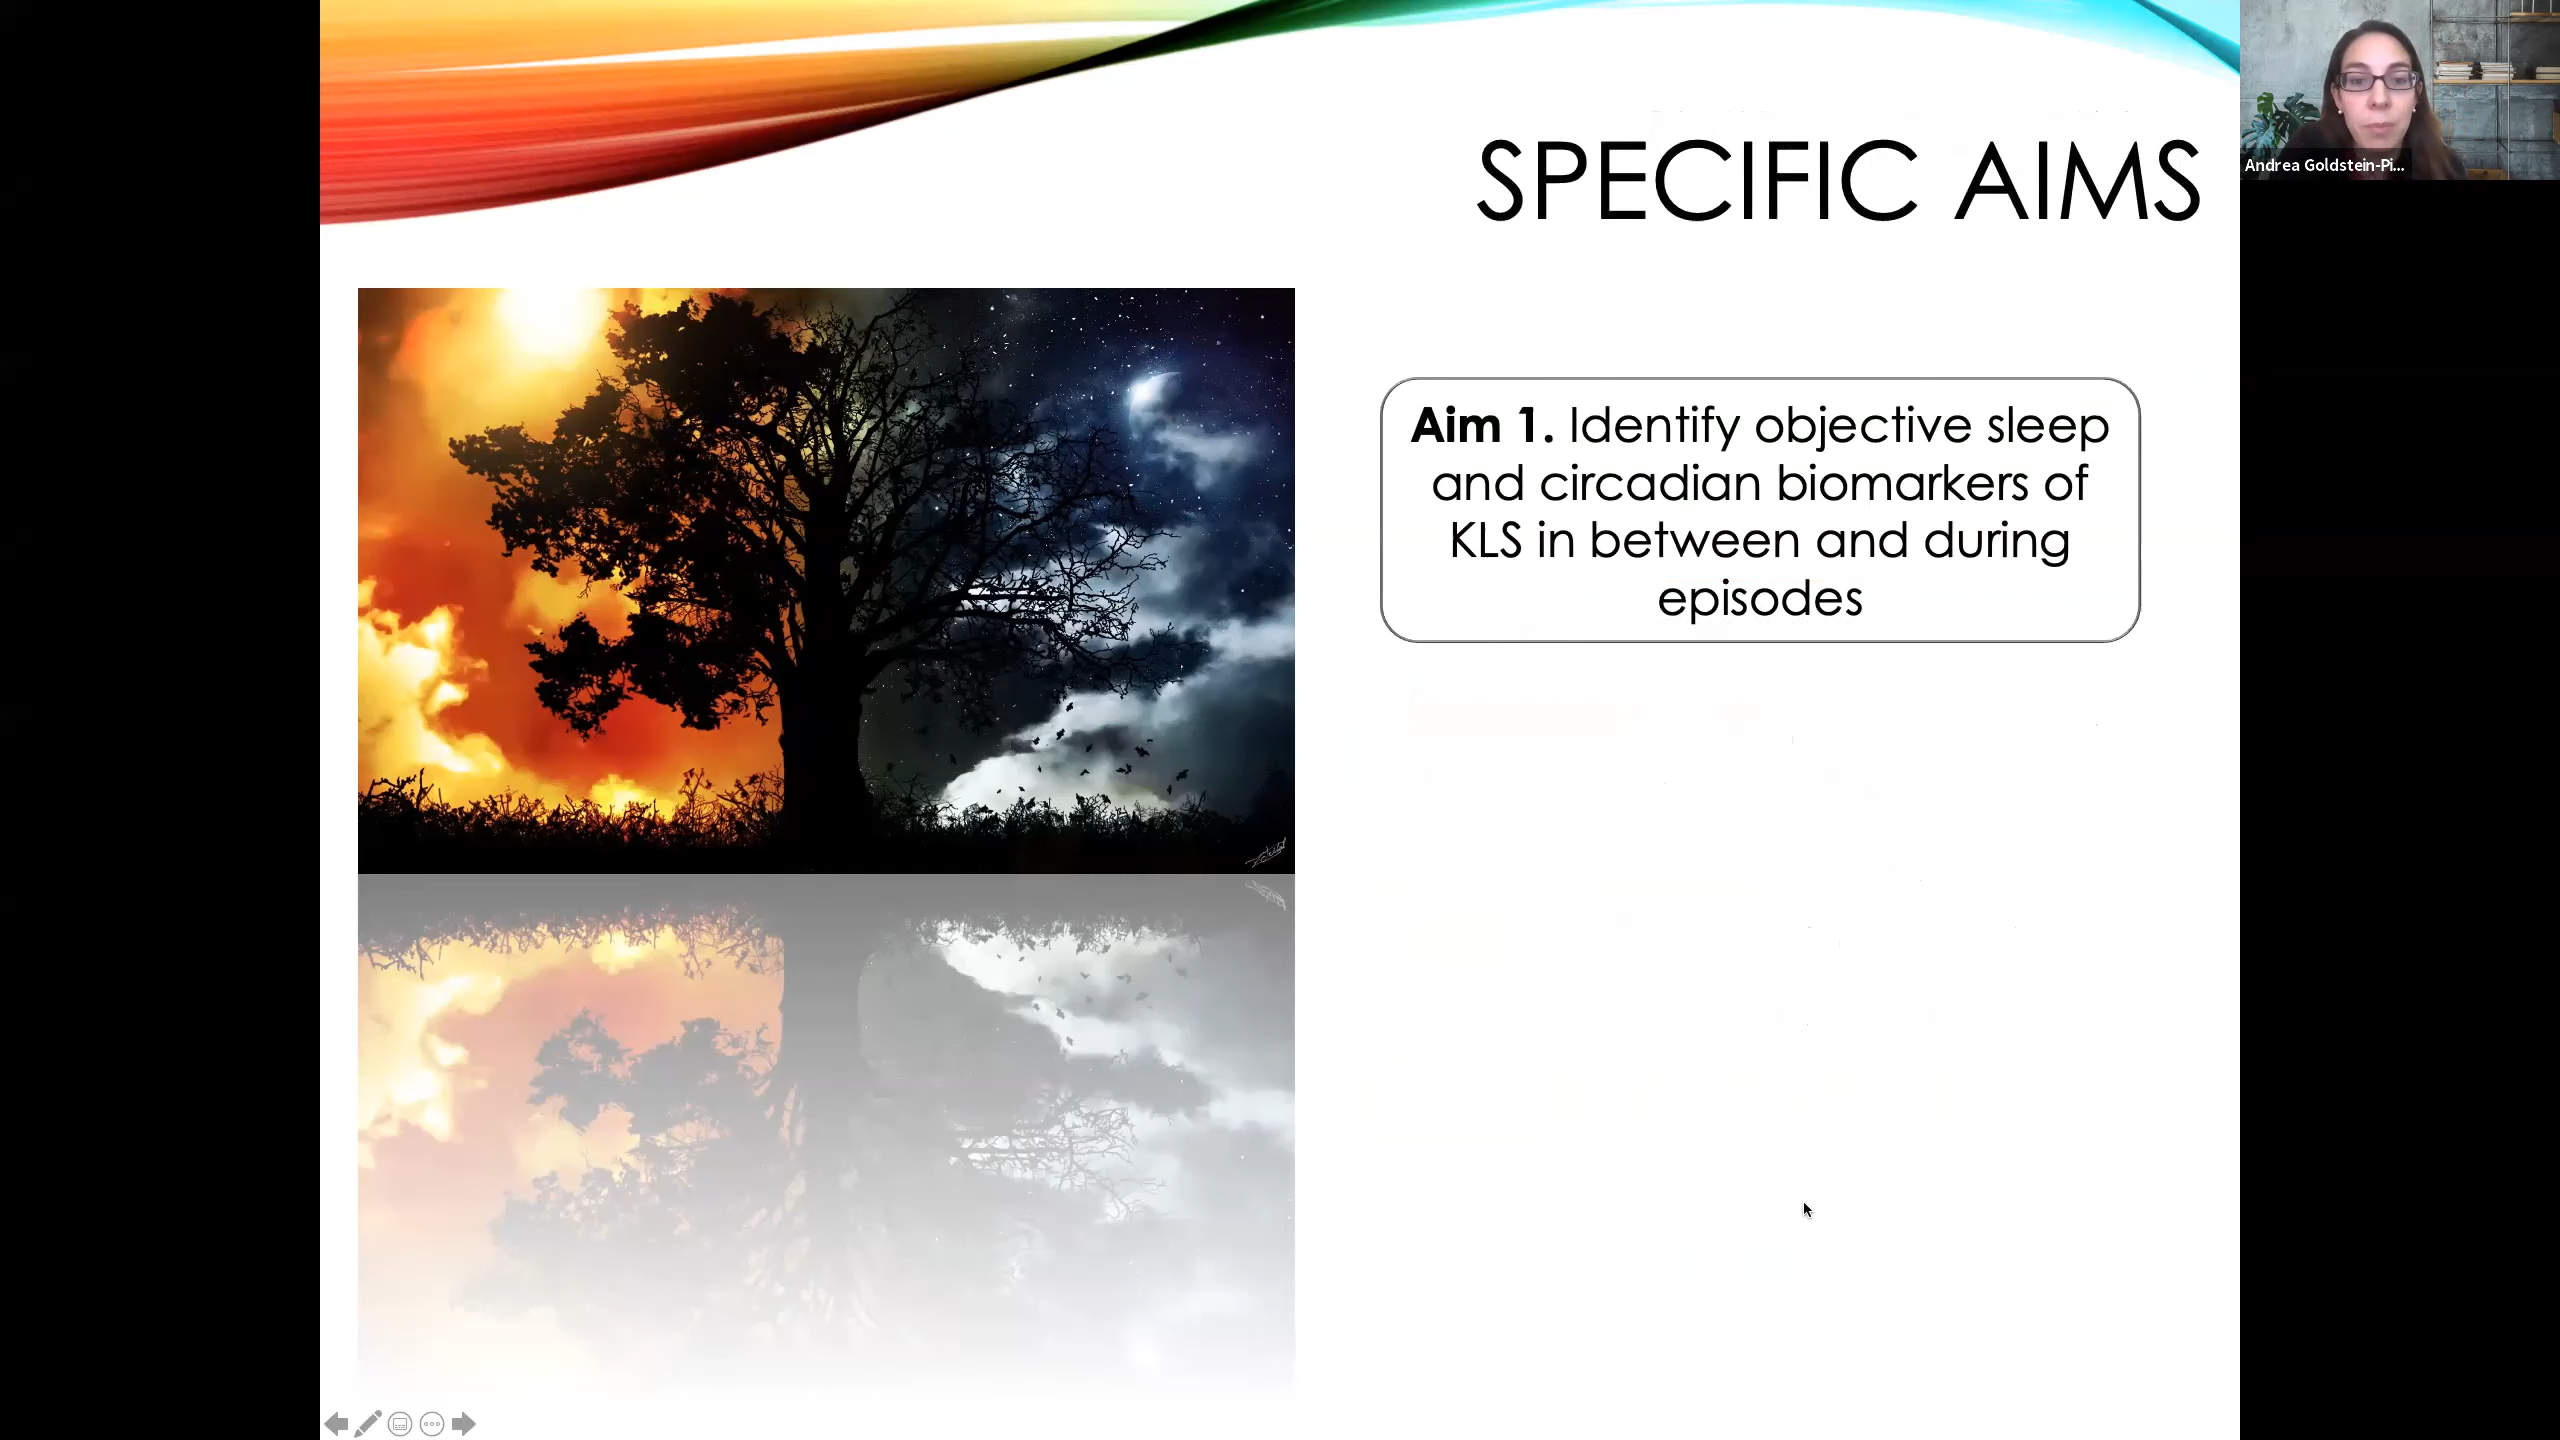 SPECIFIC AIMS
Andrea Goldstein-Pi...
Aim 1. Identify objective sleep
and circadian biomarkers of
KLS in between and during
episodes